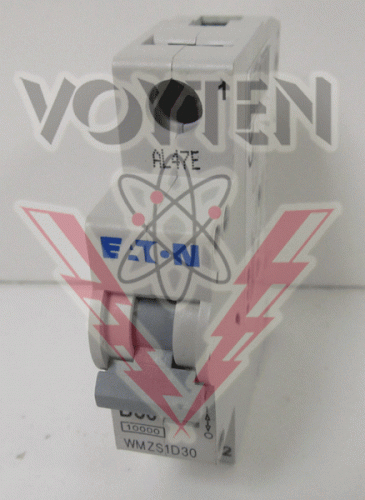 VOYTEN
1
AL47E
EATON
10000
WMZS1D30
2